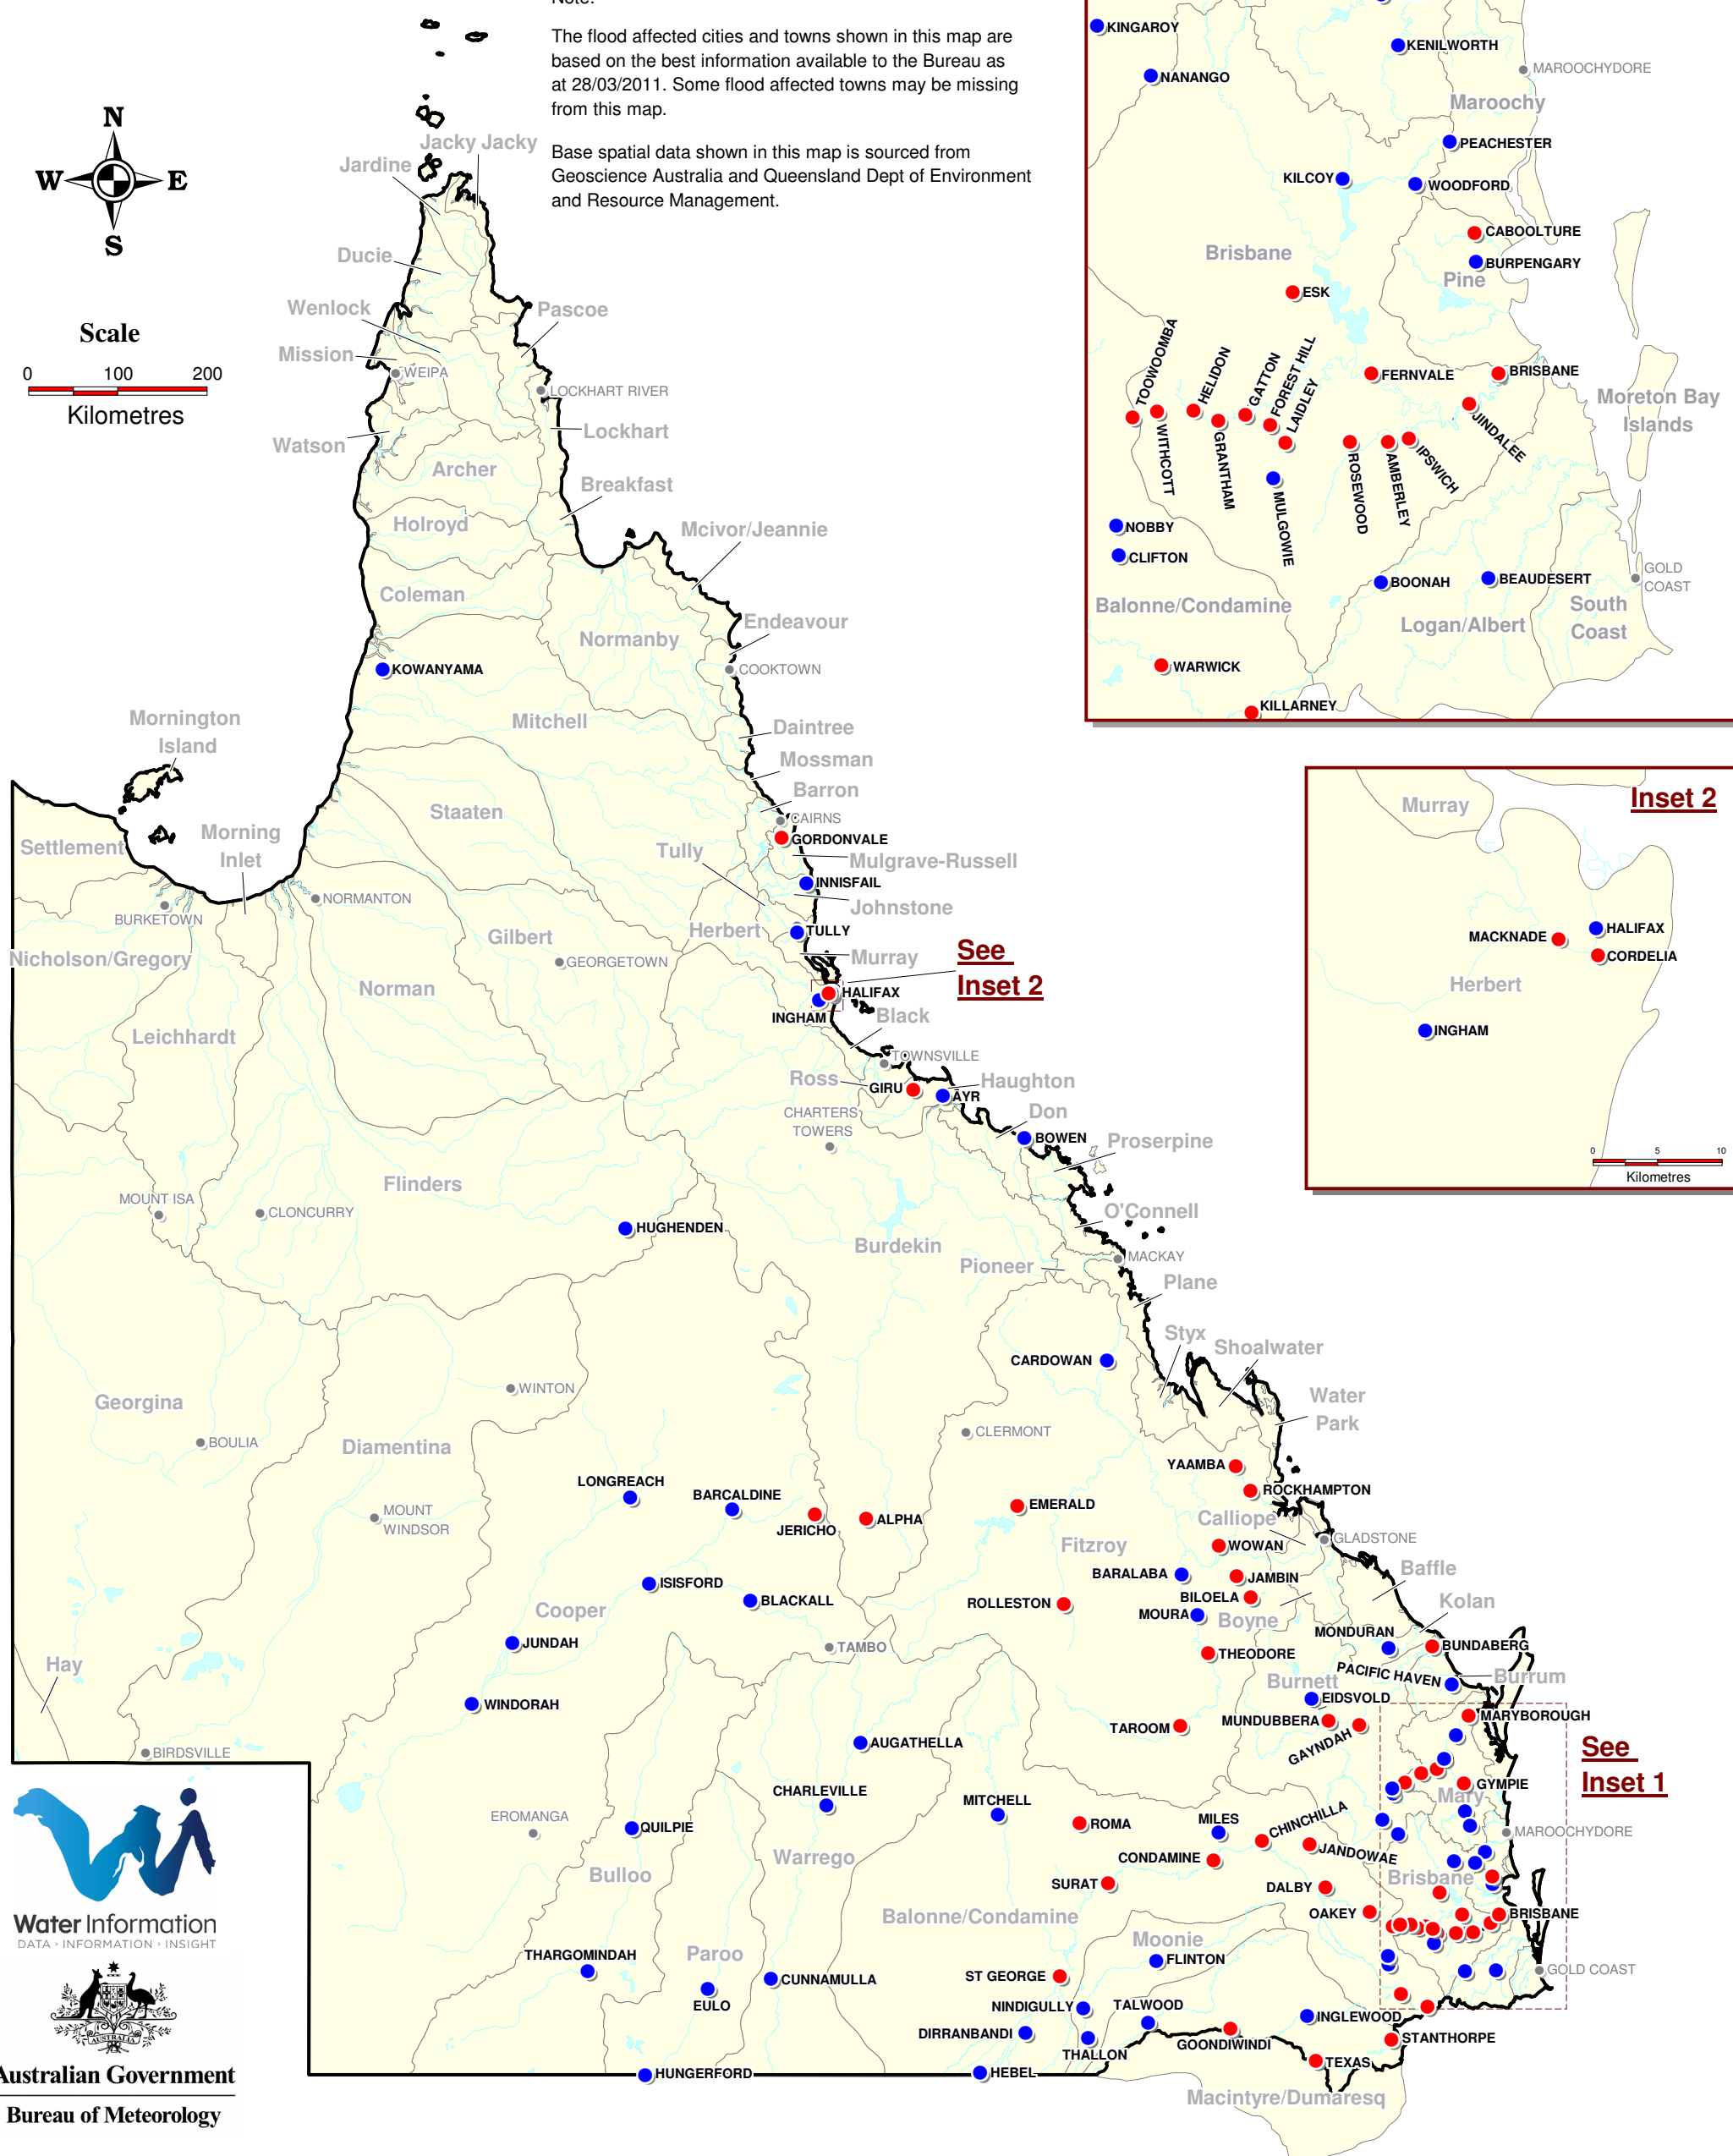 The flood affected cities and towns shown in this map are
based on the best information available to the Bureau as
at 28/03/2011. Some flood affected towns may be missing
from this map.
Base spatial data shown in this map is sourced from
Geoscience Australia and Queensland Dept of Environment
and Resource Management.
N
W
E
S
Scale
0 100 200
Kilometres
Jacky Jacky
Jardine
Ducie
Wenlock
Pascoe
Mission
WEIPA
LOCKHART RIVER
Lockhart
Watson
Archer
Breakfast
Holroyd
Mcivor/Jeannie
Coleman
Normanby
Endeavour
KOWANYAMA
COOKTOWN
Mornington
Island
Mitchell
Daintree
Mossman
Barron
Staaten
CAIRNS
GORDONVALE
Settlement
Morning
Inlet
Tully
Mulgrave-Russell
INNISFAIL
NORMANTON
Johnstone
BURKETOWN
Gilbert
Herbert
TULLY
Nicholson/Gregory
GEORGETOWN
Murray
See
Inset 2
Norman
HALIFAX
INGHAM
Black
Leichhardt
TOWNSVILLE
Ross
GIRU
Haughton
AYR
CHARTERS
TOWERS
Don
BOWEN
Proserpine
Flinders
MOUNT ISA
CLONCURRY
O'Connell
HUGHENDEN
Burdekin
Pioneer
MACKAY
Plane
Styx
Shoalwater
CARDOWAN
WINTON
Georgina
Water
Park
BOULIA
Diamentina
CLERMONT
YAAMBA
LONGREACH
BARCALDINE
ROCKHAMPTON
MOUNT
WINDSOR
JERICHO
ALPHA
EMERALD
Calliope
GLADSTONE
Fitzroy
WOWAN
BARALABA
JAMBIN
Baffle
ISISFORD
BLACKALL
ROLLESTON
BILOELA
Kolan
Cooper
MOURA
Boyne
JUNDAH
TAMBO
MONDURAN
BUNDABERG
THEODORE
Hay
PACIFIC HAVEN
Burrum
Burnett
WINDORAH
EIDSVOLD
MUNDUBBERA
MARYBOROUGH
TAROOM
GAYNDAH
BIRDSVILLE
AUGATHELLA
See
Inset 1
CHARLEVILLE
MITCHELL
GYMPIE
Mary
EROMANGA
QUILPIE
ROMA
MILES
CHINCHILLA
MAROOCHYDORE
Warrego
CONDAMINE
JANDOWAE
Bulloo
SURAT
DALBY
Brisbane
Balonne/Condamine
OAKEY
BRISBANE
Moonie
THARGOMINDAH
Paroo
FLINTON
CUNNAMULLA
ST GEORGE
GOLD COAST
EULO
NINDIGULLY
TALWOOD
INGLEWOOD
DIRRANBANDI
THALLON
GOONDIWINDI
STANTHORPE
TEXAS
HUNGERFORD
HEBEL
Macintyre/Dumaresq
Water Information
DATA • INFORMATION • INSIGHT
AUSTRALIA
Australian Government
Bureau of Meteorology
KINGAROY
KENILWORTH
MAROOCHYDORE
NANANGO
Maroochy
PEACHESTER
KILCOY
WOODFORD
CABOOLTURE
Brisbane
BURPENGARY
Pine
ESK
TOOWOOMBA
HELIDON
GATTON
FOREST HILL
LAIDLEY
FERNVALE
BRISBANE
Moreton Bay
Islands
JINDALEE
WITHCOTT
GRANTHAM
MULGOWIE
ROSEWOOD
AMBERLEY
IPSWICH
NOBBY
CLIFTON
BOONAH
BEAUDESERT
GOLD
COAST
Balonne/Condamine
Logan/Albert
South
Coast
WARWICK
KILLARNEY
Murray
Inset 2
MACKNADE
HALIFAX
CORDELIA
Herbert
INGHAM
0 5 10
Kilometres